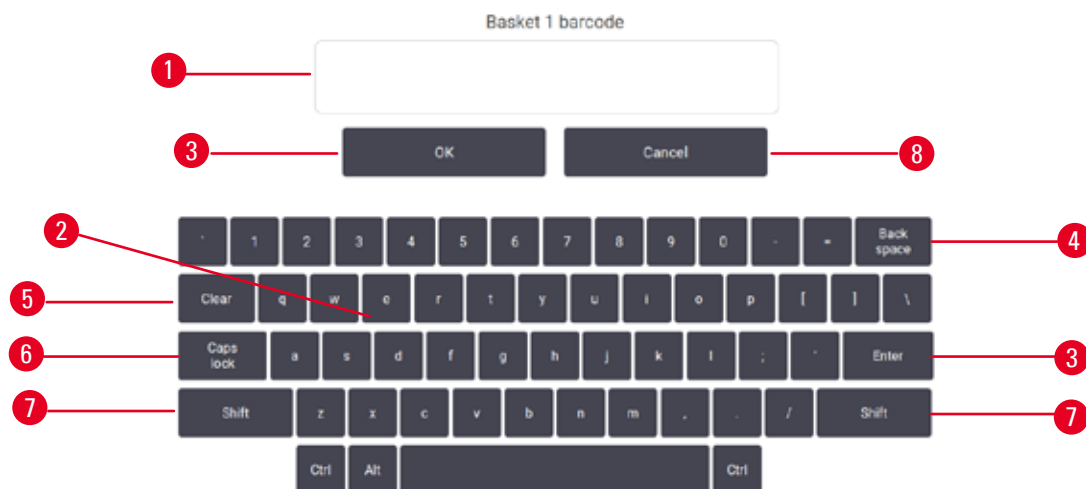 Basket 1 barcode
1
3 OK Cancel 8
2
` 1 2 3 4 5 6 7 8 9 0 - = Back space 4
5 Clear q w e r t y u i o p [ ] \
6 Caps lock a s d f g h j k l ; ' Enter 3
7 Shift z x c v b n m , . / Shift 7
Ctrl Alt Ctrl